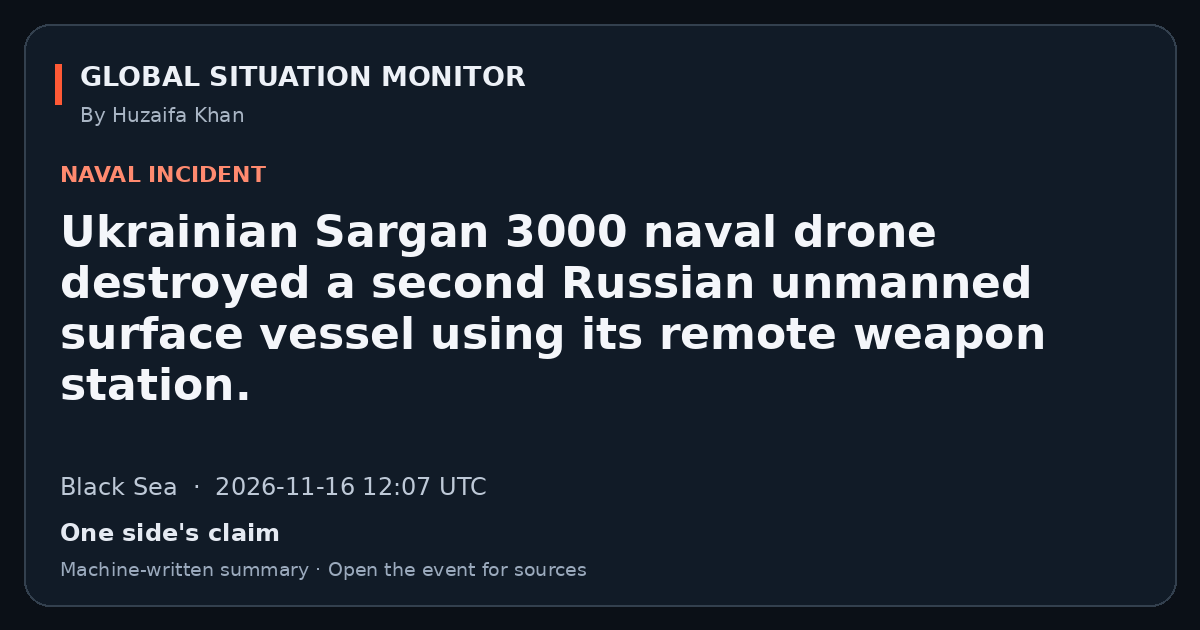 GLOBAL SITUATION MONITOR
By Huzaifa Khan
NAVAL INCIDENT
Ukrainian Sargan 3000 naval drone
destroyed a second Russian unmanned
surface vessel using its remote weapon
station.
Black Sea · 2026-11-16 12:07 UTC
One side's claim
Machine-written summary · Open the event for sources